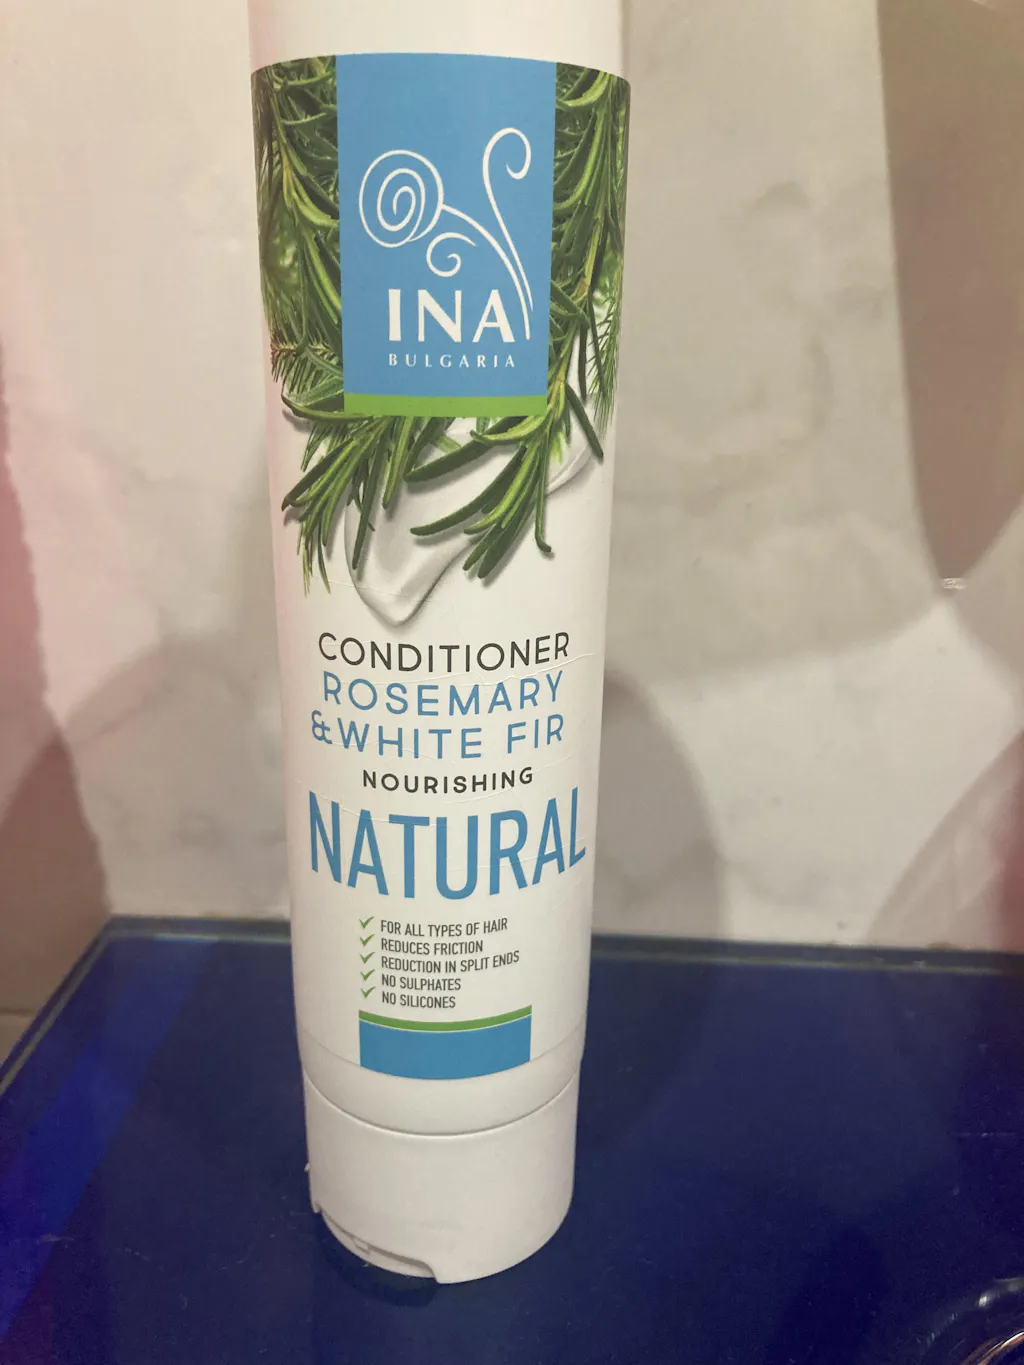 INA
BULGARIA
CONDITIONER
ROSEMARY
&WHITE FIR
NOURISHING
NATURAL
FOR ALL TYPES OF HAIR
REDUCES FRICTION
REDUCTION IN SPLIT ENDS
NO SULPHATES
NO SILICONES